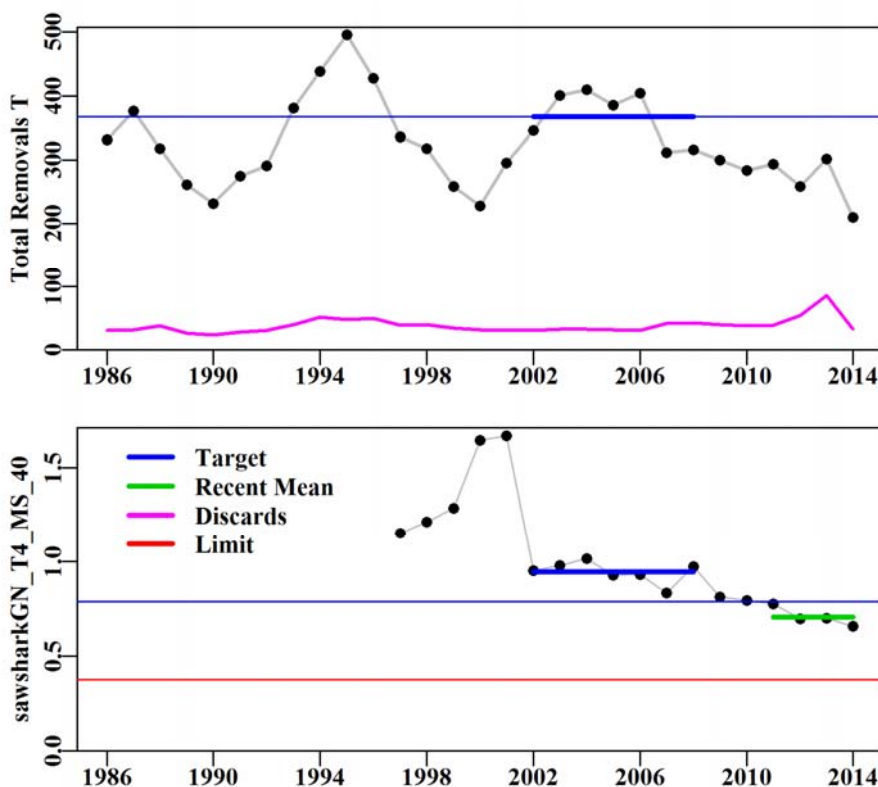 Total Removals T
500
400
300
200
100
0
1986 1990 1994 1998 2002 2006 2010 2014
sawsharkGN_T4_MS_40
1.5
1.0
0.5
0.0
Target
Recent Mean
Discards
Limit
1986 1990 1994 1998 2002 2006 2010 2014